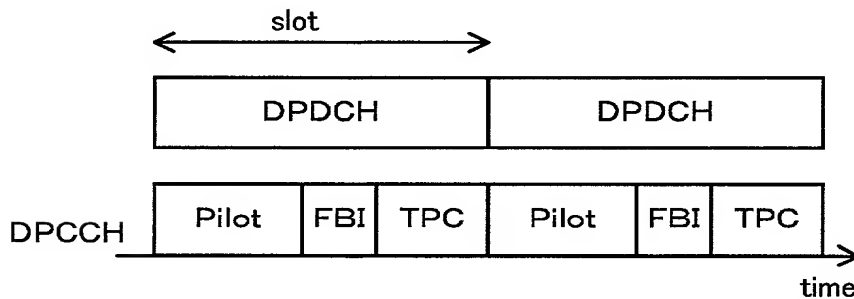 slot
DPDCH DPDCH
DPCCH Pilot FBI TPC Pilot FBI TPC
time